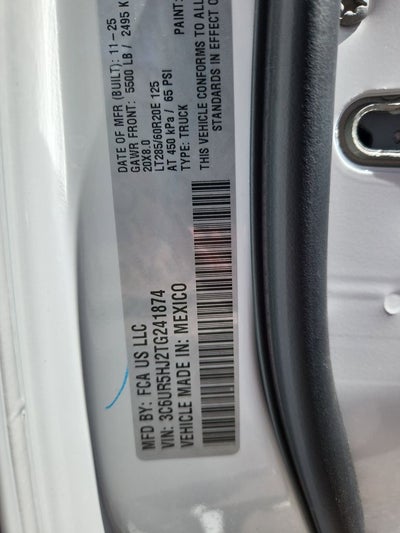 MFD BY: FCA US LLC
VIN: 3C6UR5HJ2TG241874
VEHICLE MADE IN: MEXICO
DATE OF MFR (BUILT): 11-25
GAWR FRONT: 5500 LB / 2495 K
20X8.0
LT285/60R20E 125
AT 450 kPa / 65 PSI
TYPE: TRUCK
PAINT:
THIS VEHICLE CONFORMS TO ALL
STANDARDS IN EFFECT